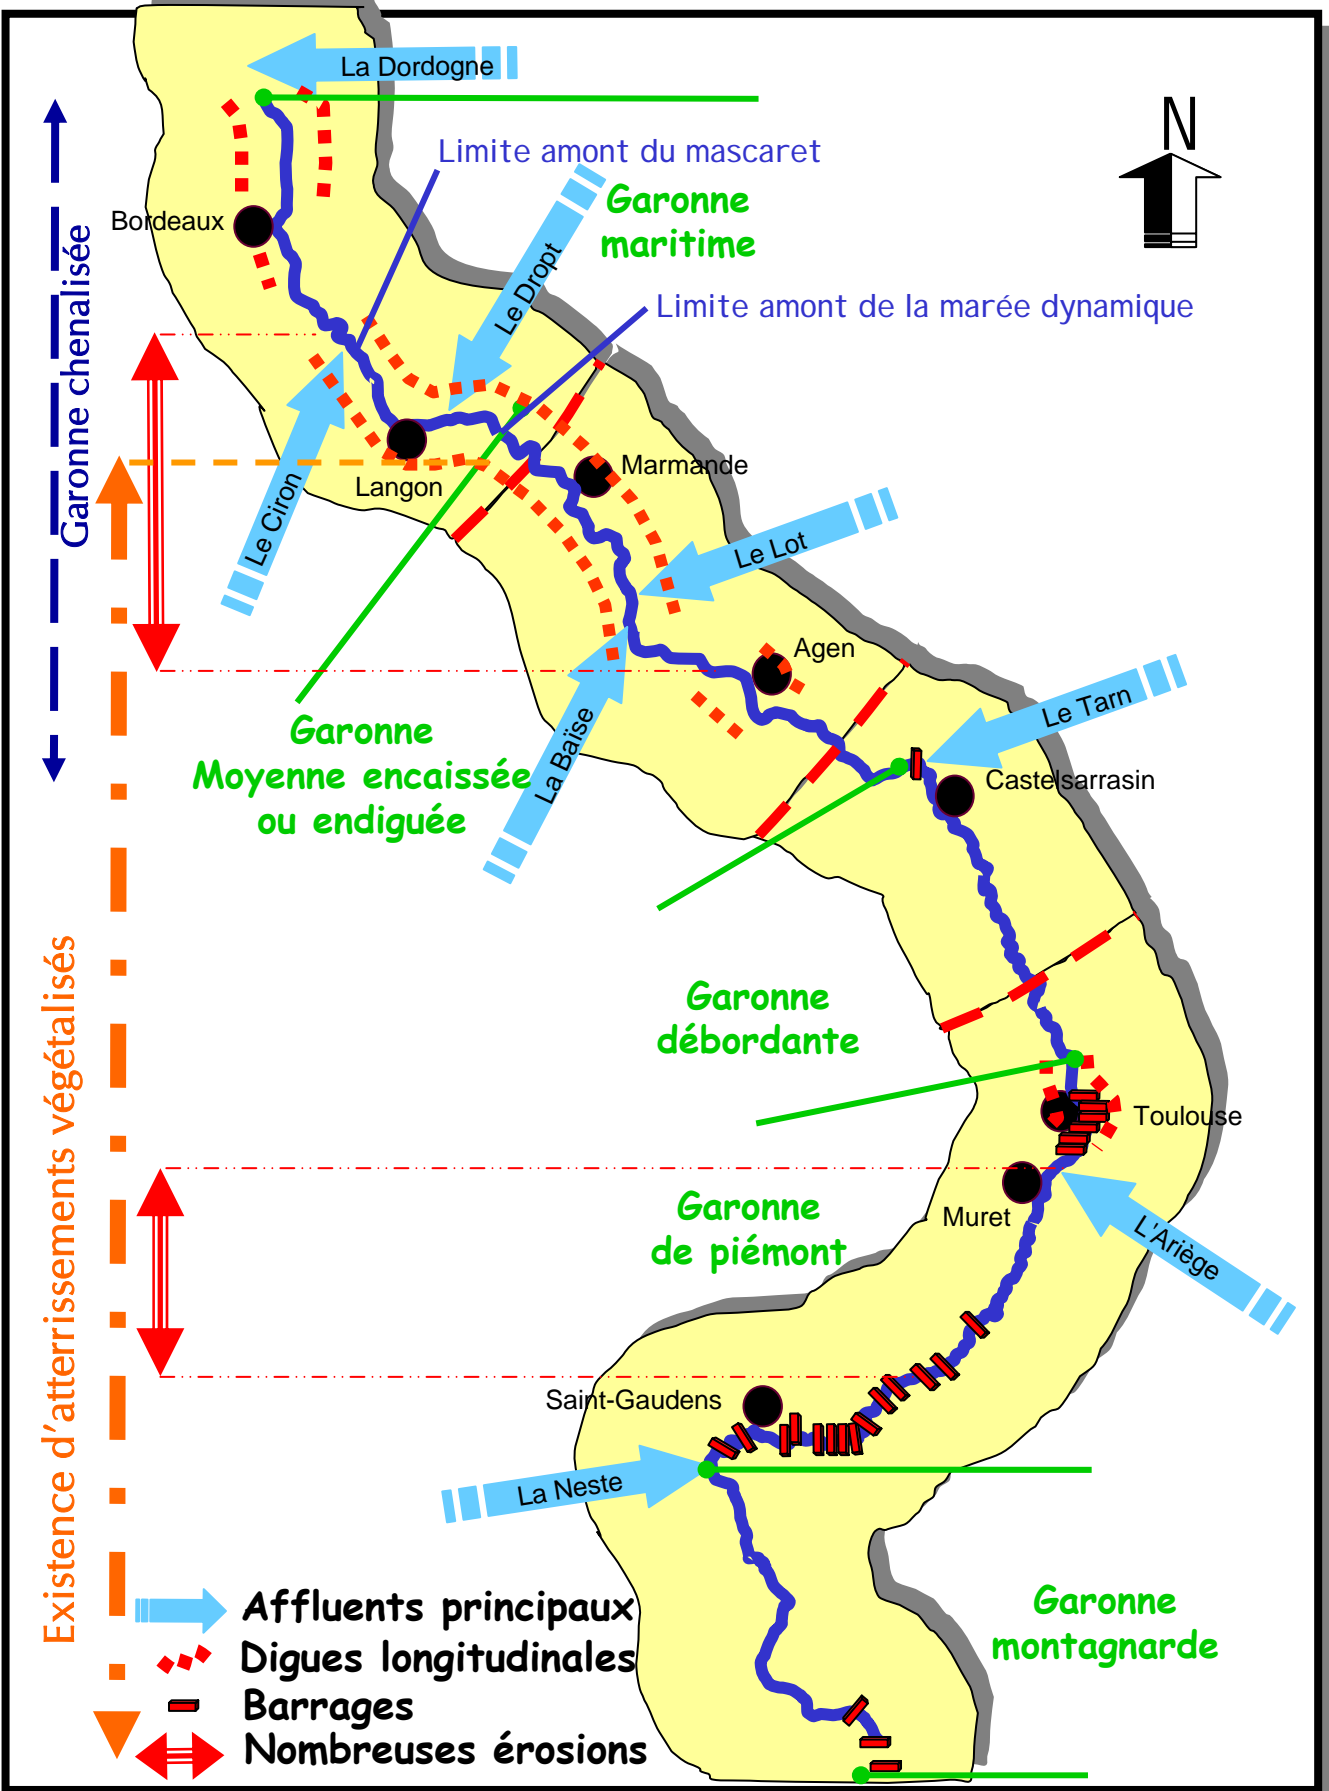 La Dordogne
N
Limite amont du mascaret
Garonne
maritime
Bordeaux
Garonne chenalisée
Le Dropt
Limite amont de la marée dynamique
Marmande
Langon
Le Ciron
Le Lot
Agen
Le Tarn
La Baïse
Garonne
Moyenne encaissée
ou endiguée
Castelsarrasin
Existence d'atterrissements végétalisés
Garonne
débordante
Toulouse
Garonne
de piémont
Muret
L'Ariège
Saint-Gaudens
La Neste
Garonne
montagnarde
Affluents principaux
Digues longitudinales
Barrages
Nombreuses érosions